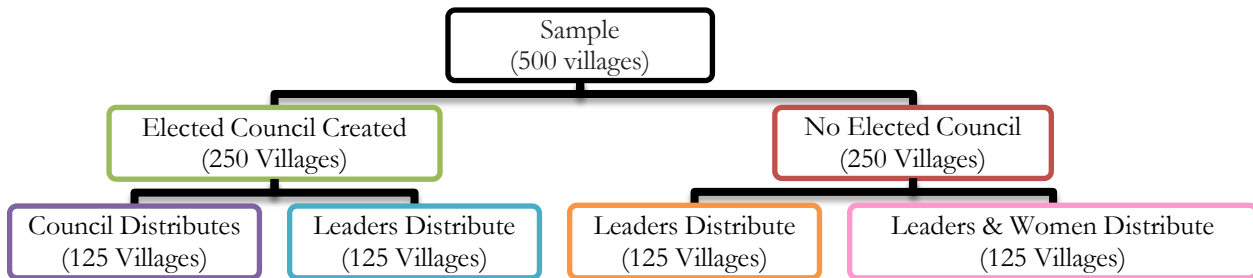 Sample
(500 villages)
Elected Council Created
(250 Villages)
No Elected Council
(250 Villages)
Council Distributes
(125 Villages)
Leaders Distribute
(125 Villages)
Leaders Distribute
(125 Villages)
Leaders & Women Distribute
(125 Villages)